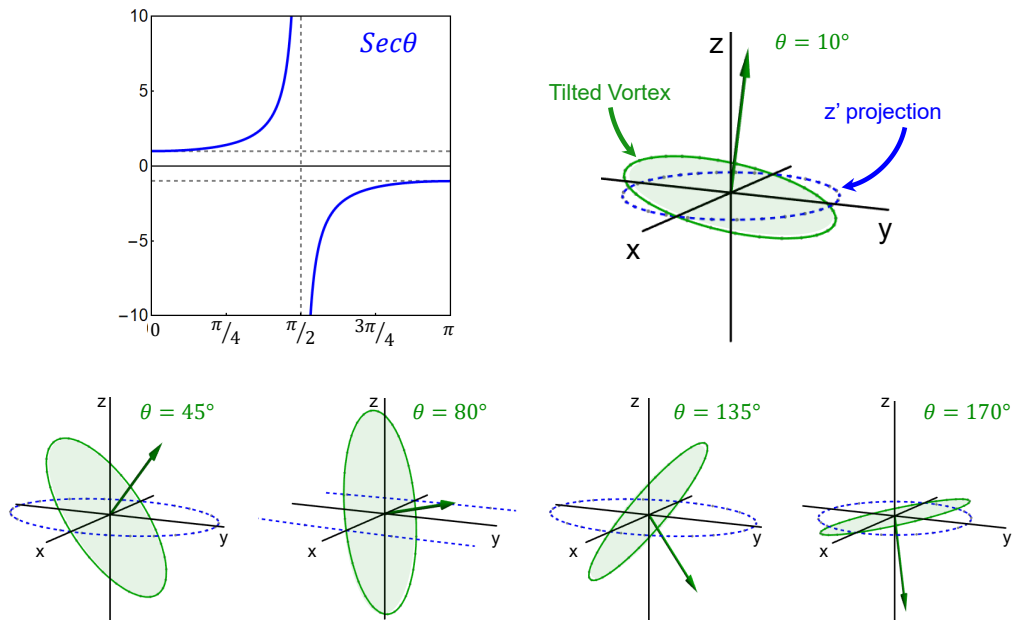 10
Secθ
5
0
−5
−10
0
π/4
π/2
3π/4
π
z
θ = 10°
Tilted Vortex
z' projection
x
y
z
θ = 45°
x
y
z
θ = 80°
x
y
z
θ = 135°
x
y
z
θ = 170°
x
y